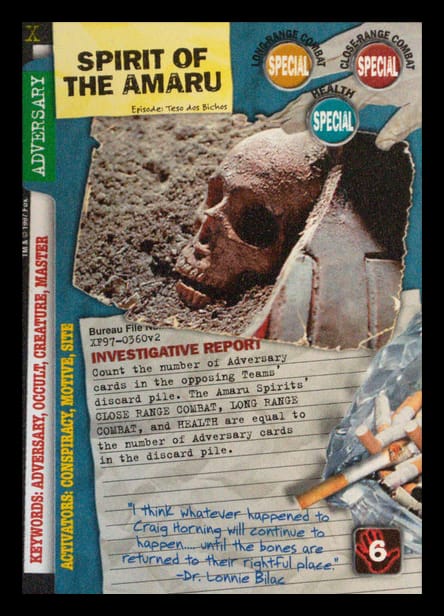 X
ADVERSARY
SPIRIT OF
THE AMARU
Episode: Teso dos Bichos
LONG-RANGE COMBAT
SPECIAL
CLOSE-RANGE COMBAT
SPECIAL
HEALTH
SPECIAL
TM & © 1997 Fox.
KEYWORDS: ADVERSARY, OCCULT, CREATURE, MASTER
ACTIVATORS: CONSPIRACY, MOTIVE, SITE
Bureau File
XP97-0360v2
INVESTIGATIVE REPORT
Count the number of Adversary
cards in the opposing Teams'
discard pile. The Amaru Spirits'
CLOSE RANGE COMBAT, LONG RANGE
COMBAT, and HEALTH are equal to
the number of Adversary cards
in the discard pile.
"I think whatever happened to
Craig Horning will continue to
happen.... until the bones are
returned to their rightful place."
-Dr. Lonnie Bilac
6